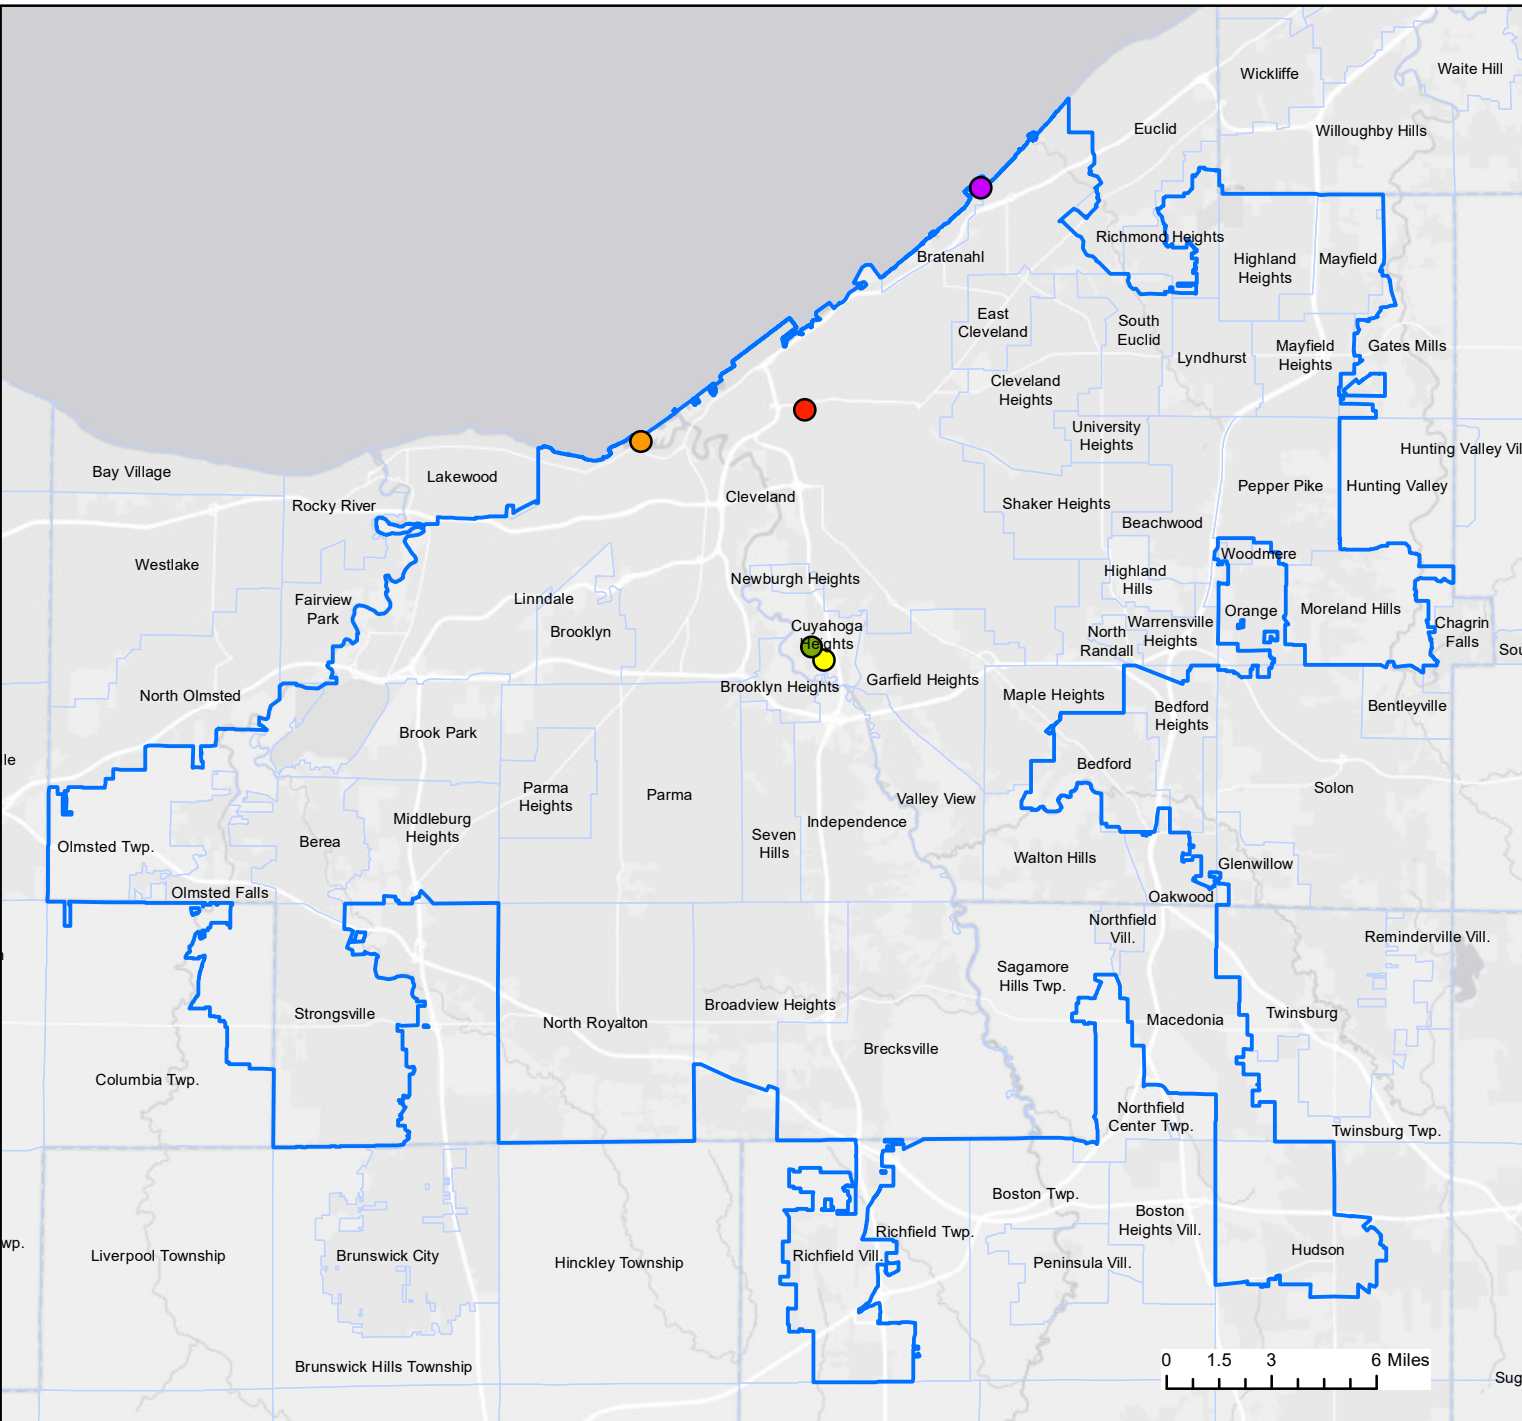 Wickliffe
Waite Hill
Euclid
Willoughby Hills
Richmond Heights
Bratenahl
Highland
Heights
Mayfield
East
Cleveland
South
Euclid
Lyndhurst
Mayfield
Heights
Gates Mills
Cleveland
Heights
University
Heights
Hunting Valley Vil
Bay Village
Lakewood
Rocky River
Cleveland
Shaker Heights
Pepper Pike
Hunting Valley
Beachwood
Westlake
Woodmere
Newburgh Heights
Highland
Hills
Fairview
Park
Linndale
Brooklyn
Cuyahoga
Heights
North
Randall
Warrensville
Heights
Orange
Moreland Hills
Chagrin
Falls
Sou
North Olmsted
Brooklyn Heights
Garfield Heights
Maple Heights
Bedford
Heights
Bentleyville
Brook Park
le
Bedford
Solon
Parma
Heights
Parma
Valley View
Middleburg
Heights
Independence
Seven
Hills
Olmsted Twp.
Berea
Walton Hills
Glenwillow
Olmsted Falls
Oakwood
Northfield
Vill.
Reminderville Vill.
Sagamore
Hills Twp.
Strongsville
North Royalton
Broadview Heights
Macedonia
Twinsburg
Brecksville
Columbia Twp.
Northfield
Center Twp.
Twinsburg Twp.
Boston Twp.
Boston
Heights Vill.
wp.
Liverpool Township
Brunswick City
Hinckley Township
Richfield Vill.
Richfield Twp.
Peninsula Vill.
Hudson
Brunswick Hills Township
0 1.5 3 6 Miles
Sug